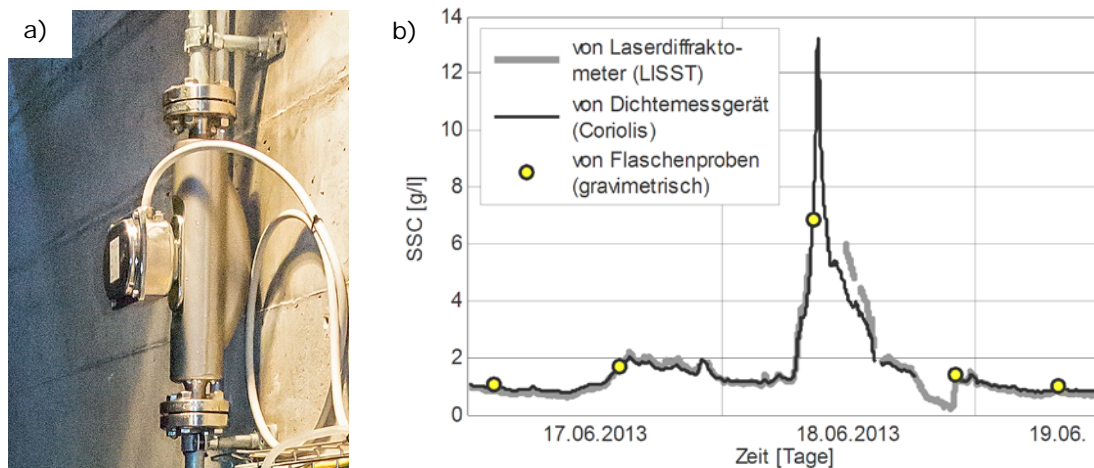 a)
b)
14
12
10
8
6
4
2
0
SSC [g/l]
von Laserdiffrakto-
meter (LISST)
von Dichtemessgerät
(Coriolis)
von Flaschenproben
(gravimetrisch)
17.06.2013
18.06.2013
19.06.
Zeit [Tage]